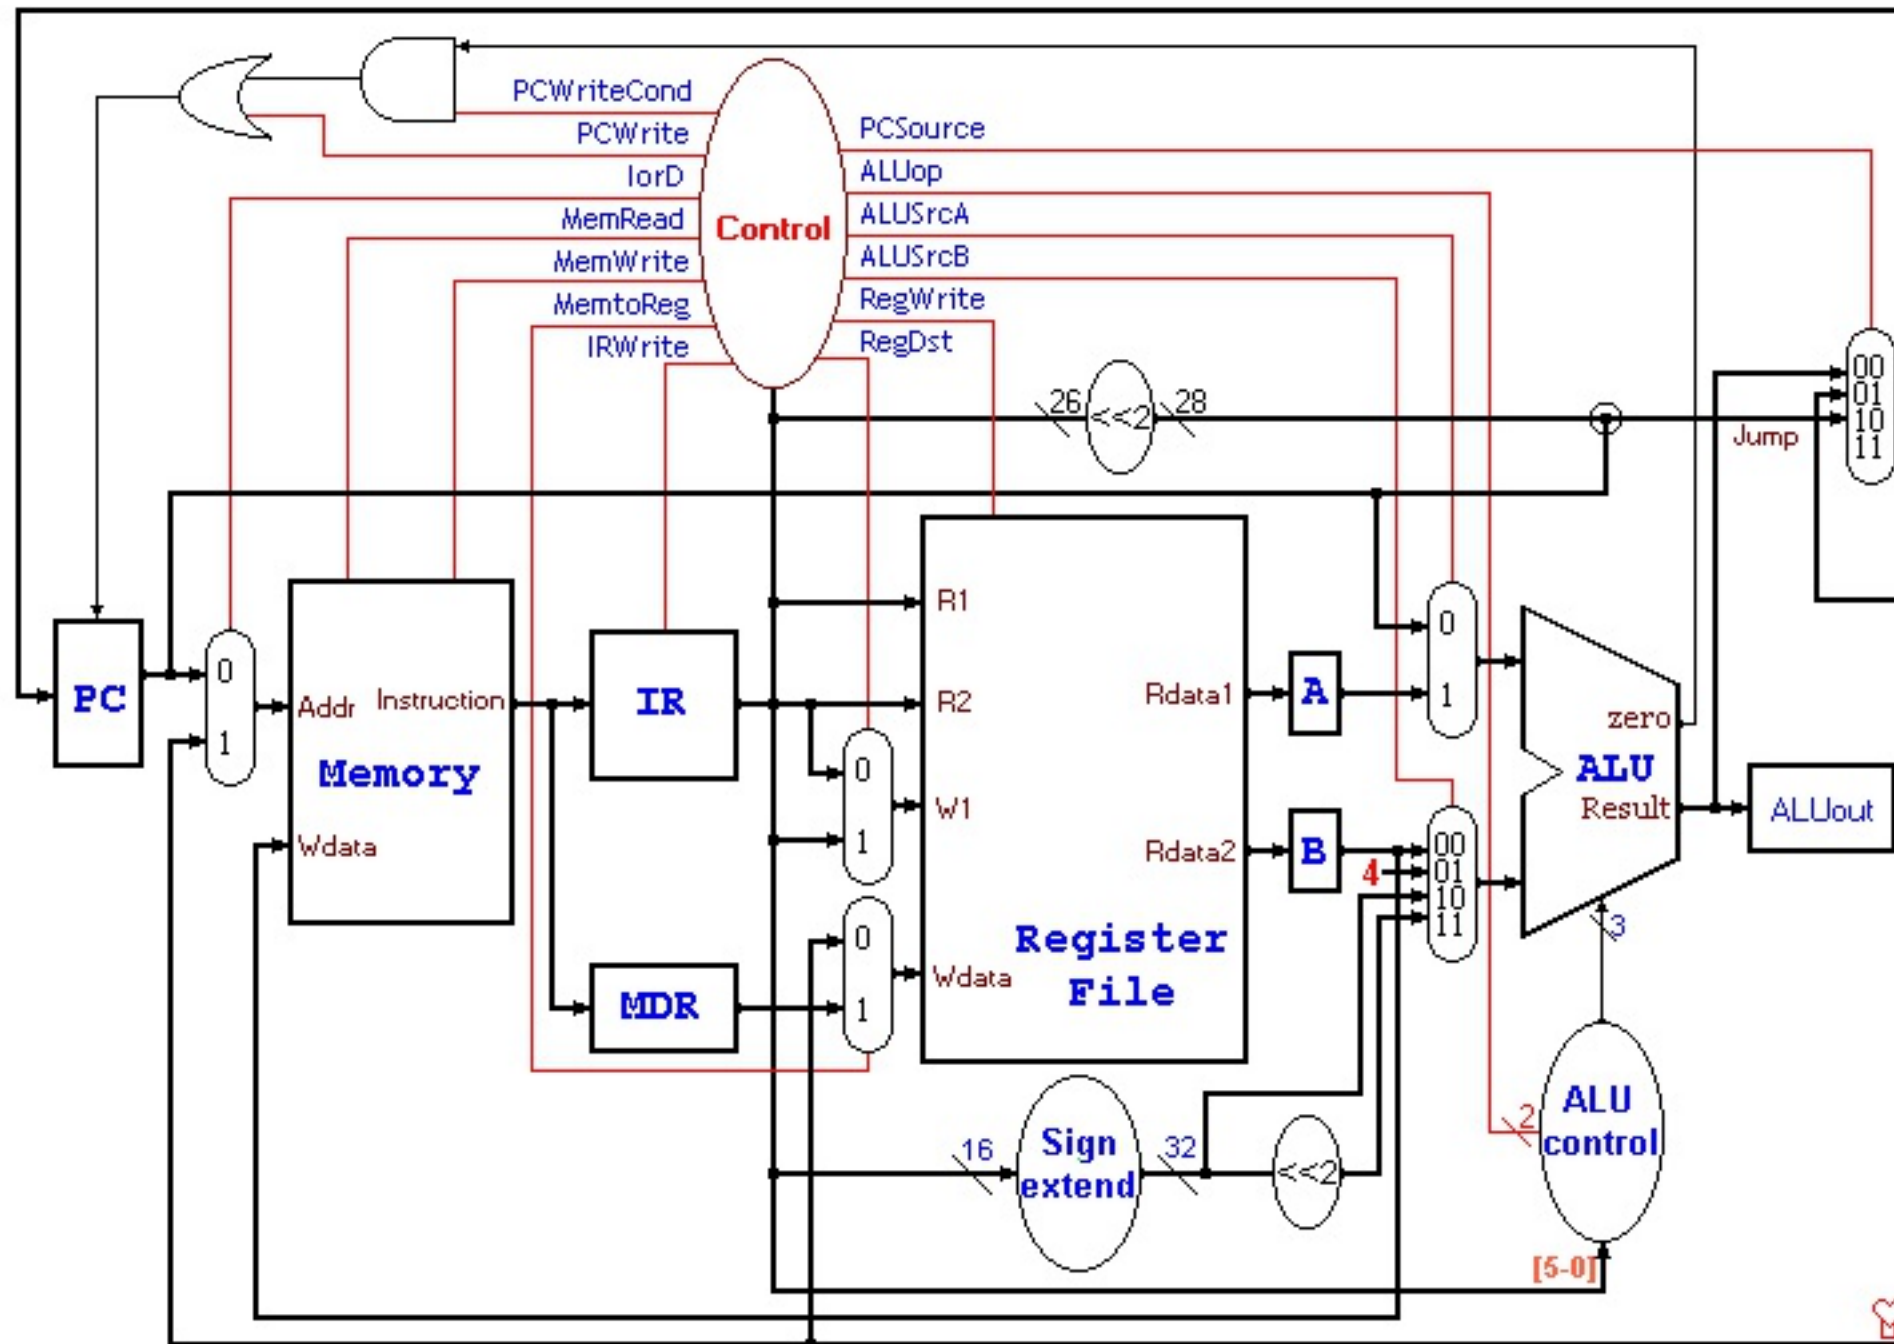 PCWriteCond
PCWrite
IorD
MemRead
MemWrite
MemtoReg
IRWrite
Control
PCSource
ALUop
ALUSrcA
ALUSrcB
RegWrite
RegDst
26
<<2
28
Jump
00
01
10
11
PC
0
1
Addr
Instruction
Memory
Wdata
IR
MDR
0
1
0
1
R1
R2
W1
Wdata
Rdata1
Rdata2
Register
File
A
B
4
0
1
00
01
10
11
zero
ALU
Result
ALUout
3
16
Sign
extend
32
<<2
2
ALU
control
[5-0]